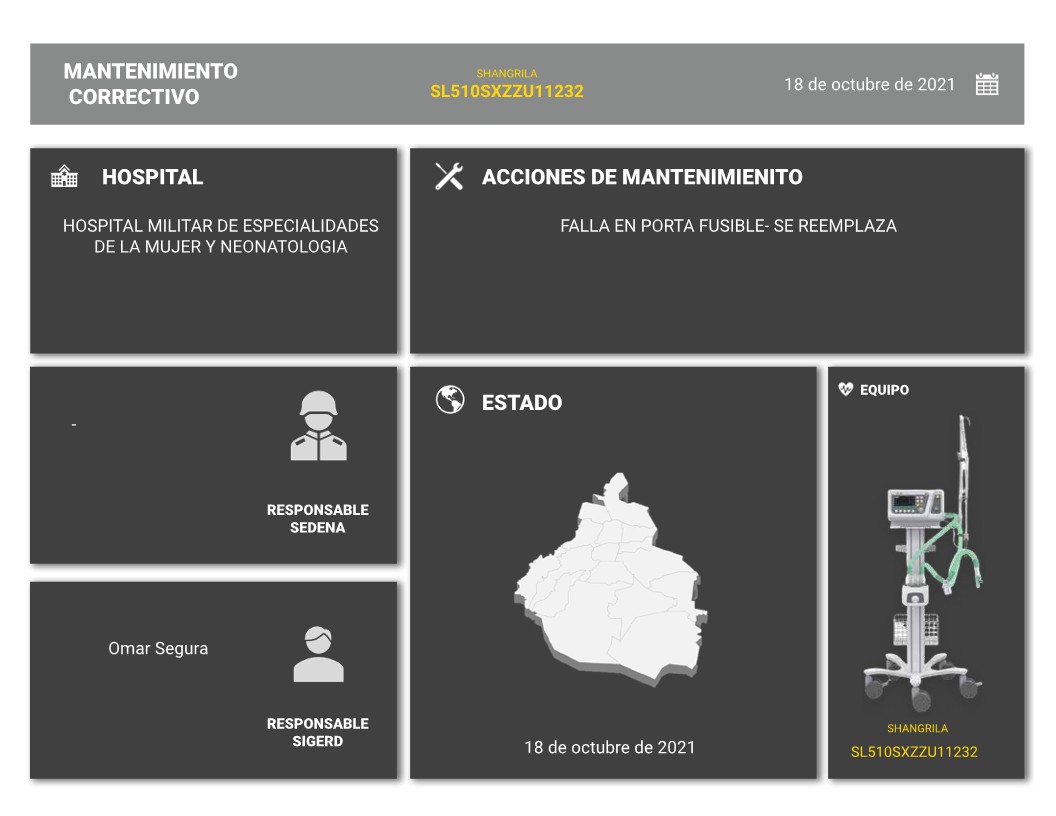 MANTENIMIENTO
CORRECTIVO
SHANGRILA
SL510SXZZU11232
18 de octubre de 2021
HOSPITAL
HOSPITAL MILITAR DE ESPECIALIDADES
DE LA MUJER Y NEONATOLOGIA
ACCIONES DE MANTENIMIENITO
FALLA EN PORTA FUSIBLE- SE REEMPLAZA
-
RESPONSABLE
SEDENA
Omar Segura
RESPONSABLE
SIGERD
ESTADO
18 de octubre de 2021
EQUIPO
SHANGRILA
SL510SXZZU11232